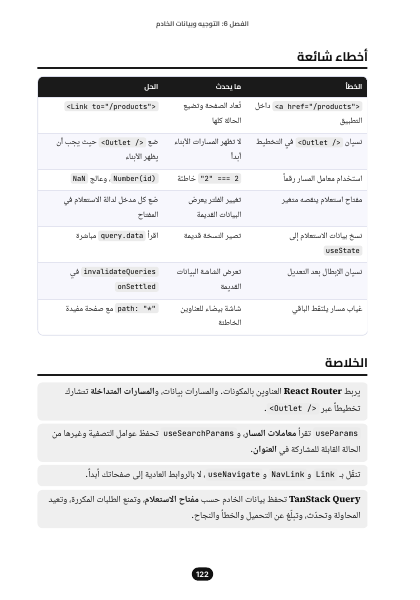 الفصل 6: التوجيه وبيانات الخادم
أخطاء شائعة
الخطأ ما يحدث الحل
<a href="/products"> داخل التطبيق تُعاد الصفحة وتضيع الحالة كلها <Link to="/products">
نسيان <Outlet /> في التخطيط لا تظهر المسارات الأبناء أبداً ضع <Outlet /> حيث يجب أن يظهر الأبناء
استخدام معامل المسار رقماً "2" === 2 خاطئة Number(id)، وعالج NaN
مفتاح استعلام ينقصه متغير تغيير الفلتر يعرض البيانات القديمة ضع كل مدخل لدالة الاستعلام في المفتاح
نسخ بيانات الاستعلام إلى useState تصير النسخة قديمة اقرأ query.data مباشرة
نسيان الإبطال بعد التعديل تعرض الشاشة البيانات القديمة invalidateQueries في onSettled
غياب مسار يلتقط الباقي شاشة بيضاء للعناوين الخاطئة path: "*" مع صفحة مفيدة
الخلاصة
يربط React Router العناوين بالمكونات، والمسارات بيانات، والمسارات المتداخلة تتشارك
تخطيطاً عبر <Outlet />.
useParams تقرأ معاملات المسار، و useSearchParams تحفظ عوامل التصفية وغيرها من
الحالة القابلة للمشاركة في العنوان.
تنقّل بـ Link و NavLink و useNavigate، لا بالروابط العادية إلى صفحاتك أبداً.
TanStack Query تحفظ بيانات الخادم حسب مفتاح الاستعلام، وتمنع الطلبات المكررة، وتعيد
المحاولة وتحدّث، وتبلّغ عن التحميل والخطأ والنجاح.
122